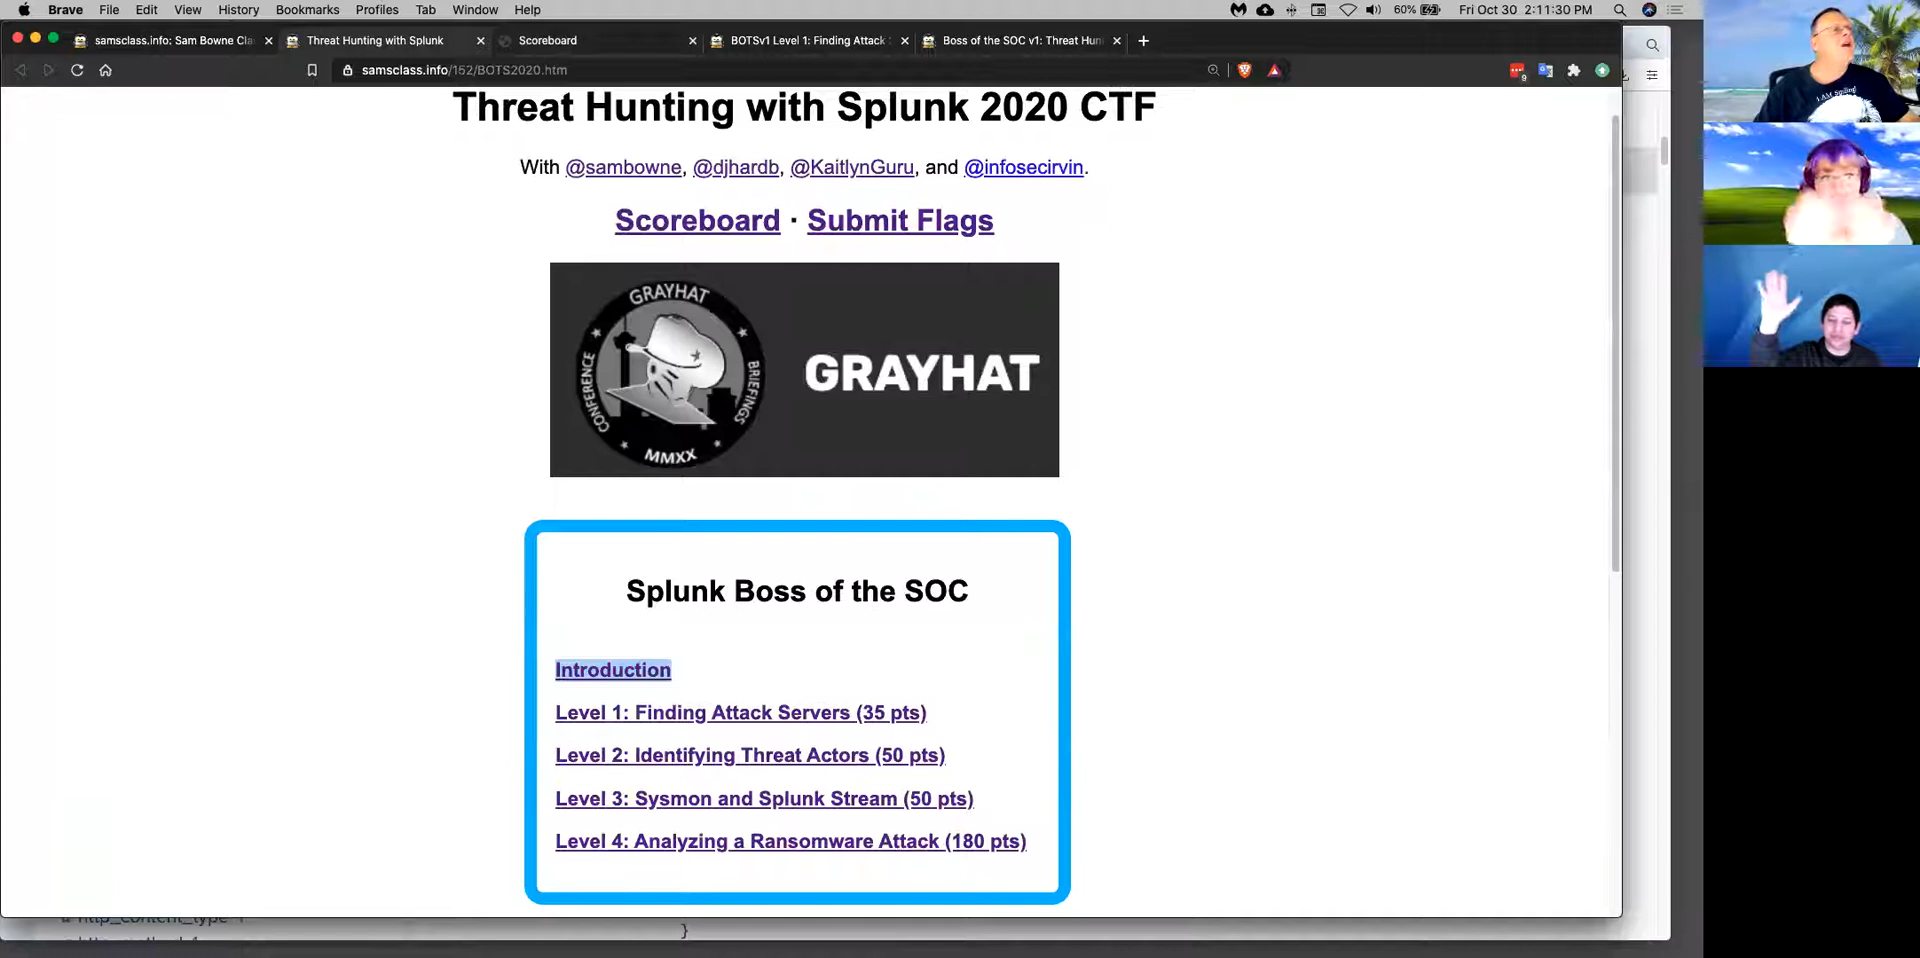 Brave File Edit View History Bookmarks Profiles Tab Window Help 60% Fri Oct 30 2:11:30 PM
samsclass.info: Sam Bowne Cla Threat Hunting with Splunk Scoreboard BOTSv1 Level 1: Finding Attack Boss of the SOC v1: Threat Hun
samsclass.info/152/BOTS2020.htm
Threat Hunting with Splunk 2020 CTF
With @sambowne, @djhardb, @KaitlynGuru, and @infosecirvin.
Scoreboard · Submit Flags
GRAYHAT
CONFERENCE
BRIEFINGS
MMXX
GRAYHAT
Splunk Boss of the SOC
Introduction
Level 1: Finding Attack Servers (35 pts)
Level 2: Identifying Threat Actors (50 pts)
Level 3: Sysmon and Splunk Stream (50 pts)
Level 4: Analyzing a Ransomware Attack (180 pts)
}